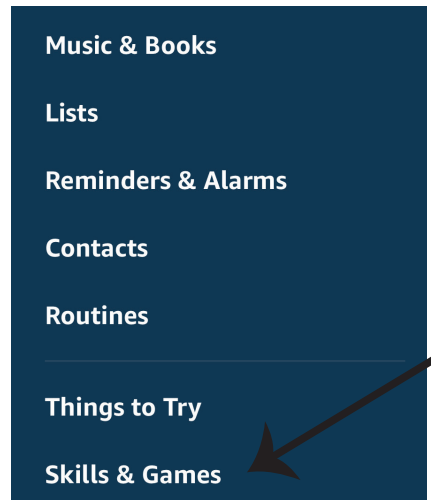 Music & Books
Lists
Reminders & Alarms
Contacts
Routines
Things to Try
Skills & Games